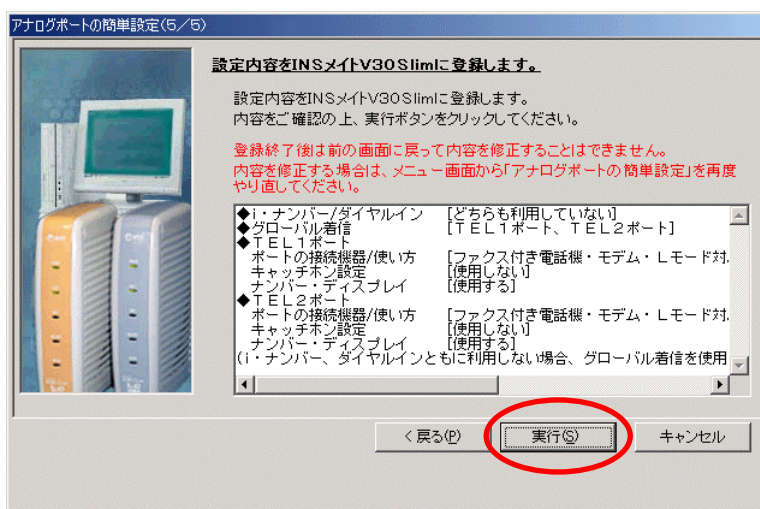 アナログポートの簡単設定(5/5)
設定内容をINSメイトV30Slimに登録します。
設定内容をINSメイトV30Slimに登録します。
内容をご確認の上、実行ボタンをクリックしてください。
登録終了後は前の画面に戻って内容を修正することはできません。
内容を修正する場合は、メニュー画面から「アナログポートの簡単設定」を再度
やり直してください。
◆i・ナンバー/ダイヤルイン [どちらも利用していない]
◆グローバル着信 [TEL1ポート、TEL2ポート]
◆TEL1ポート
ポートの接続機器/使い方 [ファクス付き電話機・モデム・Lモード対
キャッチホン設定 [使用しない]
ナンバー・ディスプレイ [使用する]
◆TEL2ポート
ポートの接続機器/使い方 [ファクス付き電話機・モデム・Lモード対
キャッチホン設定 [使用しない]
ナンバー・ディスプレイ [使用する]
(i・ナンバー、ダイヤルインともに利用しない場合、グローバル着信を使用
<戻る(P) 実行(S) キャンセル